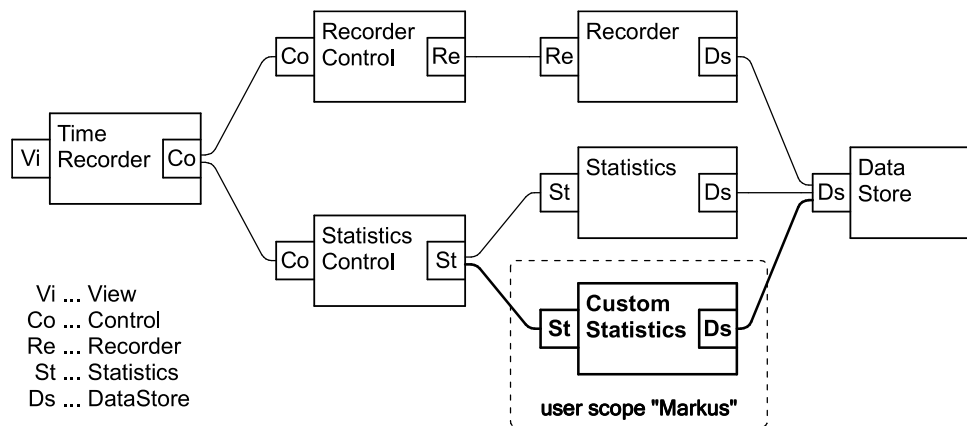 Recorder
Control
Co
Re
Recorder
Re
Ds
Time
Recorder
Vi
Co
Statistics
St
Ds
Data
Store
Ds
Statistics
Control
Co
St
Custom
Statistics
St
Ds
user scope "Markus"
Vi ... View
Co ... Control
Re ... Recorder
St ... Statistics
Ds ... DataStore